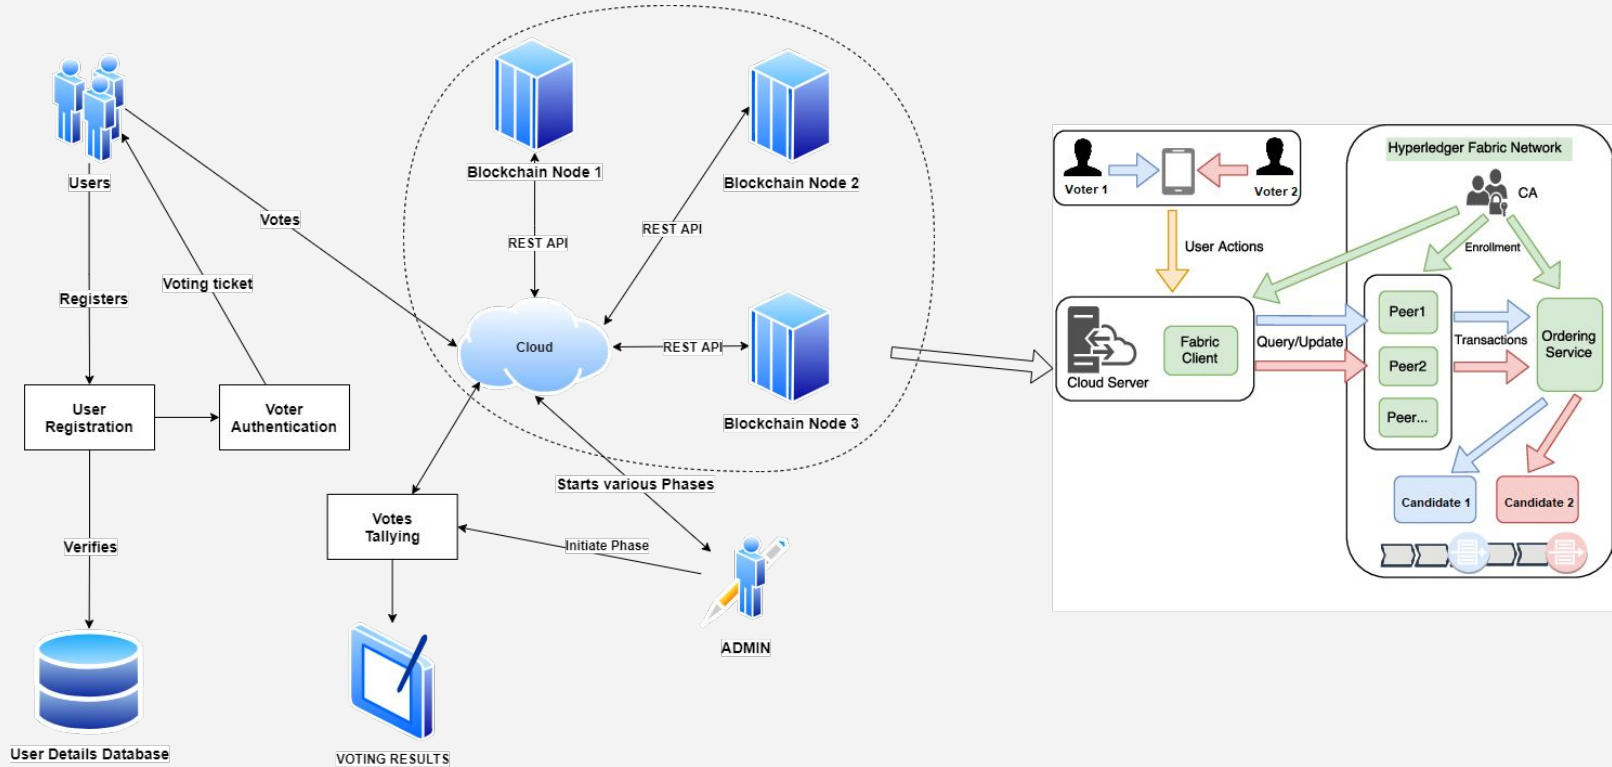 Users
Registers
Voting ticket
Votes
User
Registration
Voter
Authentication
Verifies
User Details Database
Blockchain Node 1
Blockchain Node 2
Blockchain Node 3
REST API
REST API
REST API
Cloud
Starts various Phases
Votes
Tallying
Initiate Phase
ADMIN
VOTING RESULTS
Voter 1
Voter 2
User Actions
Cloud Server
Fabric
Client
Query/Update
Hyperledger Fabric Network
CA
Enrollment
Peer1
Peer2
Peer...
Transactions
Ordering
Service
Candidate 1
Candidate 2